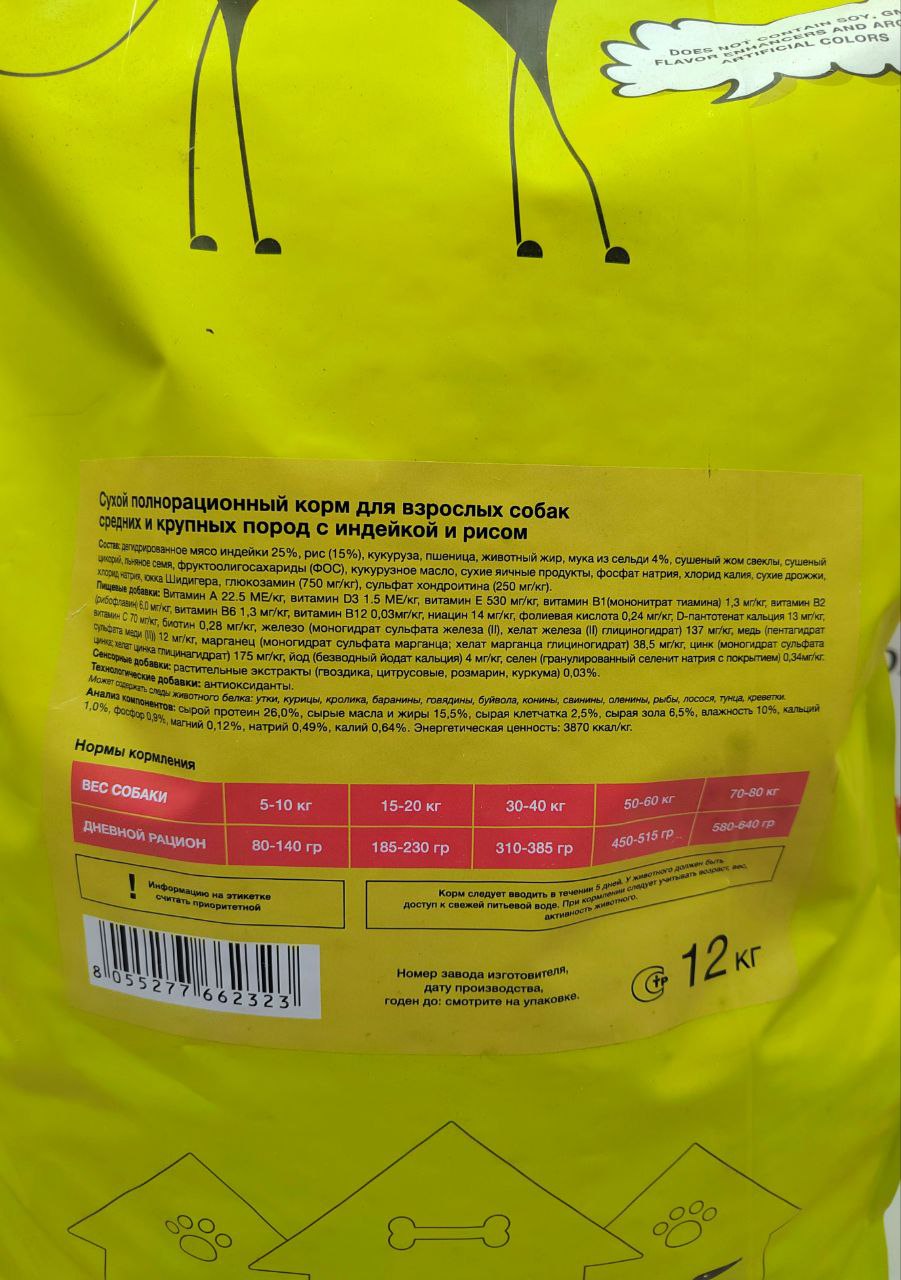 DOES NOT CONTAIN SOY, GM
FLAVOR ENHANCERS AND ARO
ARTIFICIAL COLORS
Сухой полнорационный корм для взрослых собак
средних и крупных пород с индейкой и рисом
Состав: дегидрированное мясо индейки 25%, рис (15%), кукуруза, пшеница, животный жир, мука из сельди 4%, сушеный жом свеклы, сушеный
цикорий, льняное семя, фруктоолигосахариды (ФОС), кукурузное масло, сухие яичные продукты, фосфат натрия, хлорид калия, сухие дрожжи,
хлорид натрия, юкка Шидигера, глюкозамин (750 мг/кг), сульфат хондроитина (250 мг/кг).
Пищевые добавки: Витамин А 22.5 МЕ/кг, витамин D3 1.5 МЕ/кг, витамин Е 530 мг/кг, витамин В1(мононитрат тиамина) 1,3 мг/кг, витамин В2
(рибофлавин) 6,0 мг/кг, витамин В6 1,3 мг/кг, витамин В12 0,03мг/кг, ниацин 14 мг/кг, фолиевая кислота 0,24 мг/кг, D-пантотенат кальция 13 мг/кг,
витамин С 70 мг/кг, биотин 0,28 мг/кг, железо (моногидрат сульфата железа (II), хелат железа (II) глициногидрат) 137 мг/кг, медь (пентагидрат
сульфата меди (II)) 12 мг/кг, марганец (моногидрат сульфата марганца; хелат марганца глициногидрат) 38,5 мг/кг, цинк (моногидрат сульфата
цинка; хелат цинка глицинагидрат) 175 мг/кг, йод (безводный йодат кальция) 4 мг/кг, селен (гранулированный селенит натрия с покрытием) 0,34мг/кг.
Сенсорные добавки: растительные экстракты (гвоздика, цитрусовые, розмарин, куркума) 0,03%.
Технологические добавки: антиоксиданты.
Может содержать следы животного белка: утки, курицы, кролика, баранины, говядины, буйвола, конины, свинины, оленины, рыбы, лосося, тунца, креветки.
Анализ компонентов: сырой протеин 26,0%, сырые масла и жиры 15,5%, сырая клетчатка 2,5%, сырая зола 6,5%, влажность 10%, кальций
1,0%, фосфор 0,9%, магний 0,12%, натрий 0,49%, калий 0,64%. Энергетическая ценность: 3870 ккал/кг.
Нормы кормления
ВЕС СОБАКИ 5-10 кг 15-20 кг 30-40 кг 50-60 кг 70-80 кг
ДНЕВНОЙ РАЦИОН 80-140 гр 185-230 гр 310-385 гр 450-515 гр 580-640 гр
! Информацию на этикетке
считать приоритетной
Корм следует вводить в течении 5 дней. У животного должен быть
доступ к свежей питьевой воде. При кормлении следует учитывать возраст, вес,
активность животного.
8 055277 662323
Номер завода изготовителя,
дату производства,
годен до: смотрите на упаковке.
СТР 12 кг